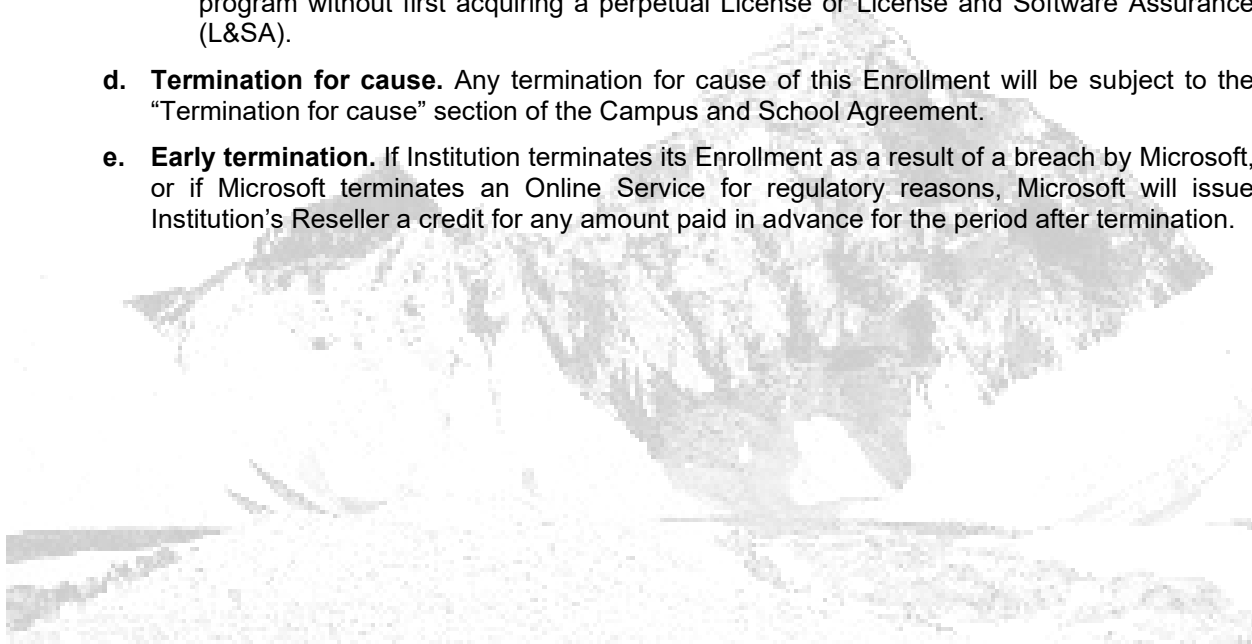 program without first acquiring a perpetual License or License and Software Assurance
(L&SA).
d. Termination for cause. Any termination for cause of this Enrollment will be subject to the
“Termination for cause” section of the Campus and School Agreement.
e. Early termination. If Institution terminates its Enrollment as a result of a breach by Microsoft,
or if Microsoft terminates an Online Service for regulatory reasons, Microsoft will issue
Institution’s Reseller a credit for any amount paid in advance for the period after termination.